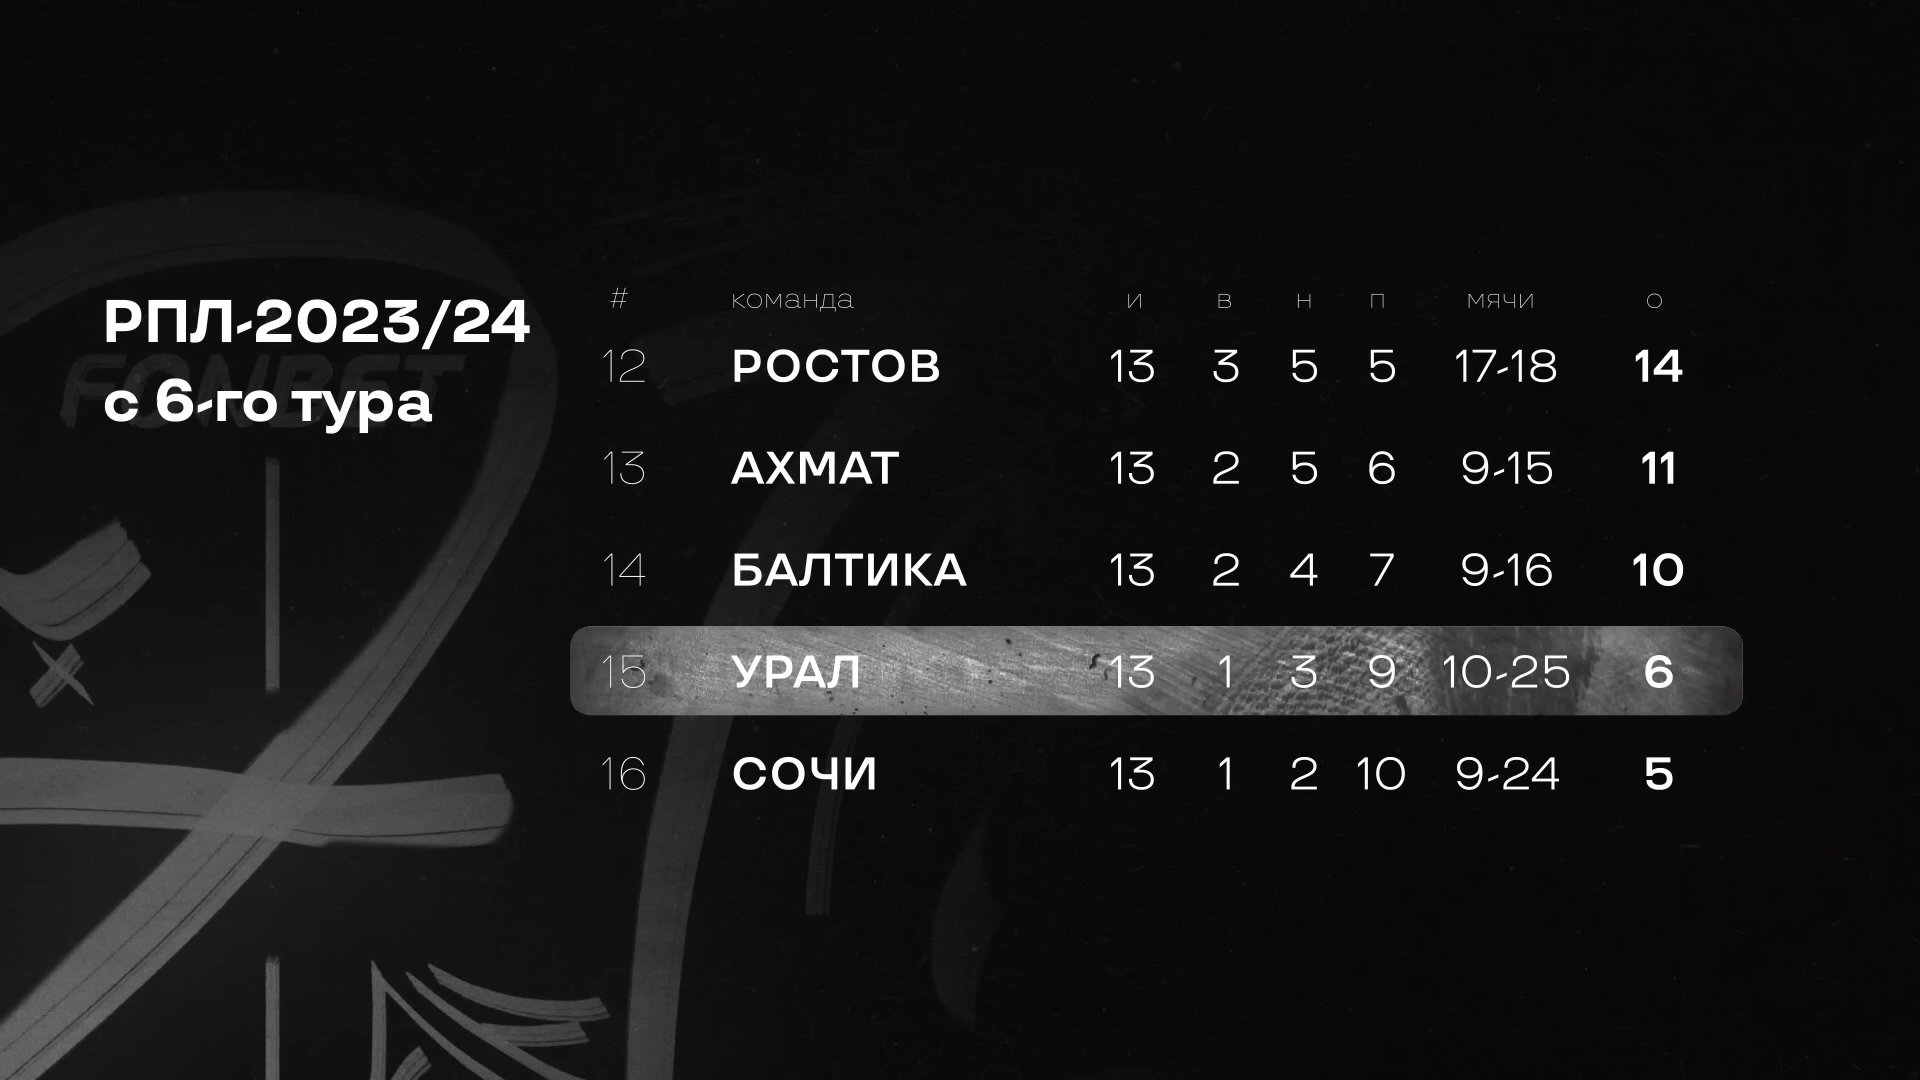 РПЛ-2023/24
с 6-го тура
FONBET
# команда и в н п мячи о
12 РОСТОВ 13 3 5 5 17-18 14
13 АХМАТ 13 2 5 6 9-15 11
14 БАЛТИКА 13 2 4 7 9-16 10
15 УРАЛ 13 1 3 9 10-25 6
16 СОЧИ 13 1 2 10 9-24 5